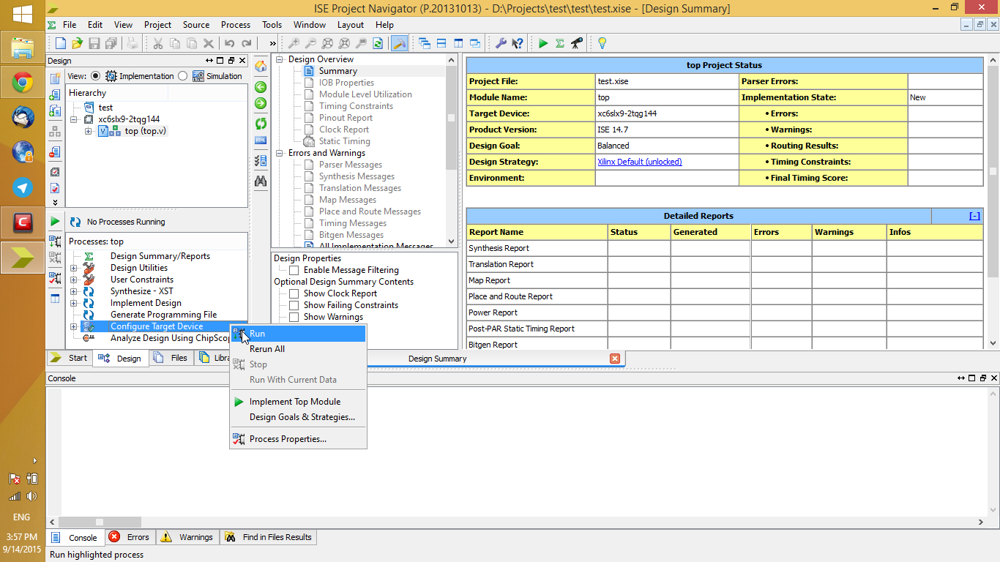 ISE Project Navigator (P.20131013) - D:\Projects\test\test\test.xise - [Design Summary]
File Edit View Project Source Process Tools Window Layout Help
»
Design
View: Implementation Simulation
Hierarchy
test
xc6slx9-2tqg144
top (top.v)
No Processes Running
Processes: top
Design Summary/Reports
Design Utilities
User Constraints
Synthesize - XST
Implement Design
Generate Programming File
Configure Target Device
Analyze Design Using ChipScop
Start
Design
Files
Libra
Design Overview
Summary
IOB Properties
Module Level Utilization
Timing Constraints
Pinout Report
Clock Report
Static Timing
Errors and Warnings
Parser Messages
Synthesis Messages
Translation Messages
Map Messages
Place and Route Messages
Timing Messages
Bitgen Messages
All Implementation Messages
Design Properties
Enable Message Filtering
Optional Design Summary Contents
Show Clock Report
Show Failing Constraints
Show Warnings
top Project Status
Project File: test.xise Parser Errors:
Module Name: top Implementation State: New
Target Device: xc6slx9-2tqg144 • Errors:
Product Version: ISE 14.7 • Warnings:
Design Goal: Balanced • Routing Results:
Design Strategy: Xilinx Default (unlocked) • Timing Constraints:
Environment: • Final Timing Score:
Detailed Reports [-]
Report Name Status Generated Errors Warnings Infos
Synthesis Report
Translation Report
Map Report
Place and Route Report
Power Report
Post-PAR Static Timing Report
Bitgen Report
Design Summary
Run
Rerun All
Stop
Run With Current Data
Implement Top Module
Design Goals & Strategies...
Process Properties...
Console
Console
Errors
Warnings
Find in Files Results
Run highlighted process
ENG
3:57 PM
9/14/2015